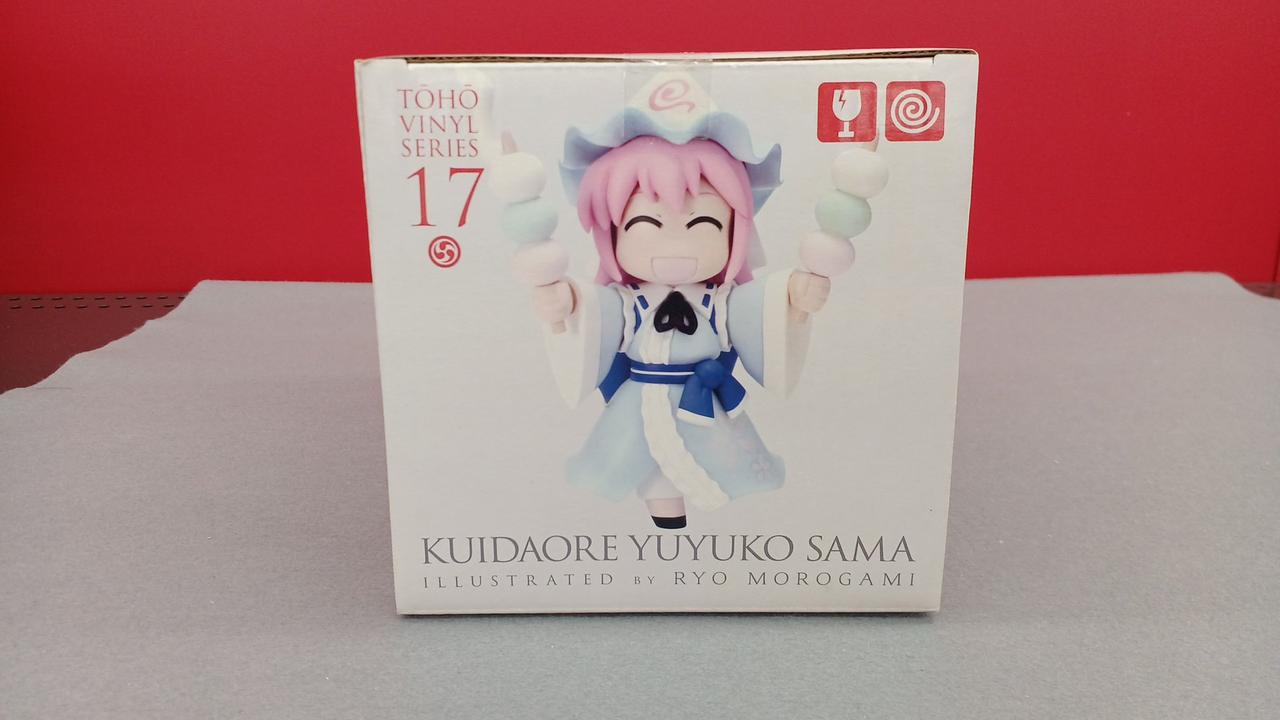 TŌHŌ
VINYL
SERIES
17
KUIDAORE YUYUKO SAMA
ILLUSTRATED BY RYO MOROGAMI